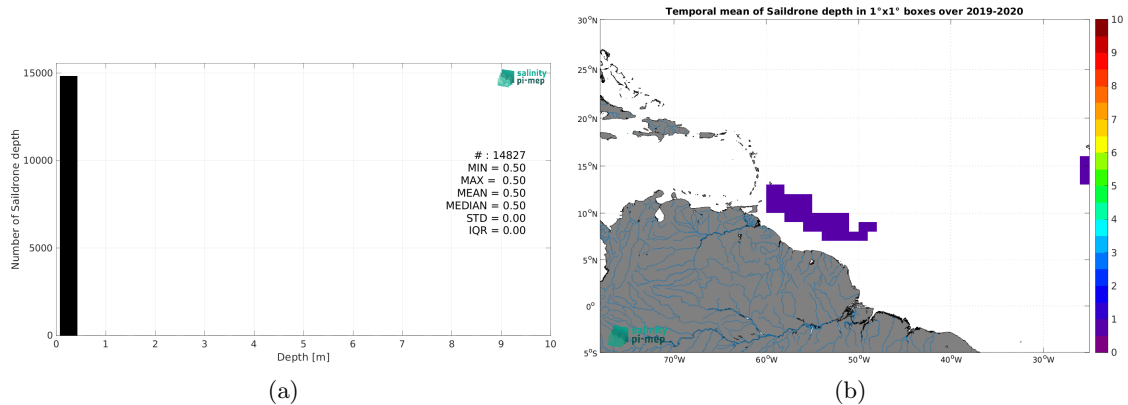 15000
10000
5000
0
Number of Saildrone depth
0 1 2 3 4 5 6 7 8 9 10
Depth [m]
salinity
pi-mep
# : 14827
MIN = 0.50
MAX = 0.50
MEAN = 0.50
MEDIAN = 0.50
STD = 0.00
IQR = 0.00
(a)
Temporal mean of Saildrone depth in 1°x1° boxes over 2019-2020
30°N
25°N
20°N
15°N
10°N
5°N
0°
5°S
70°W 60°W 50°W 40°W 30°W
salinity
pi-mep
10
9
8
7
6
5
4
3
2
1
0
(b)